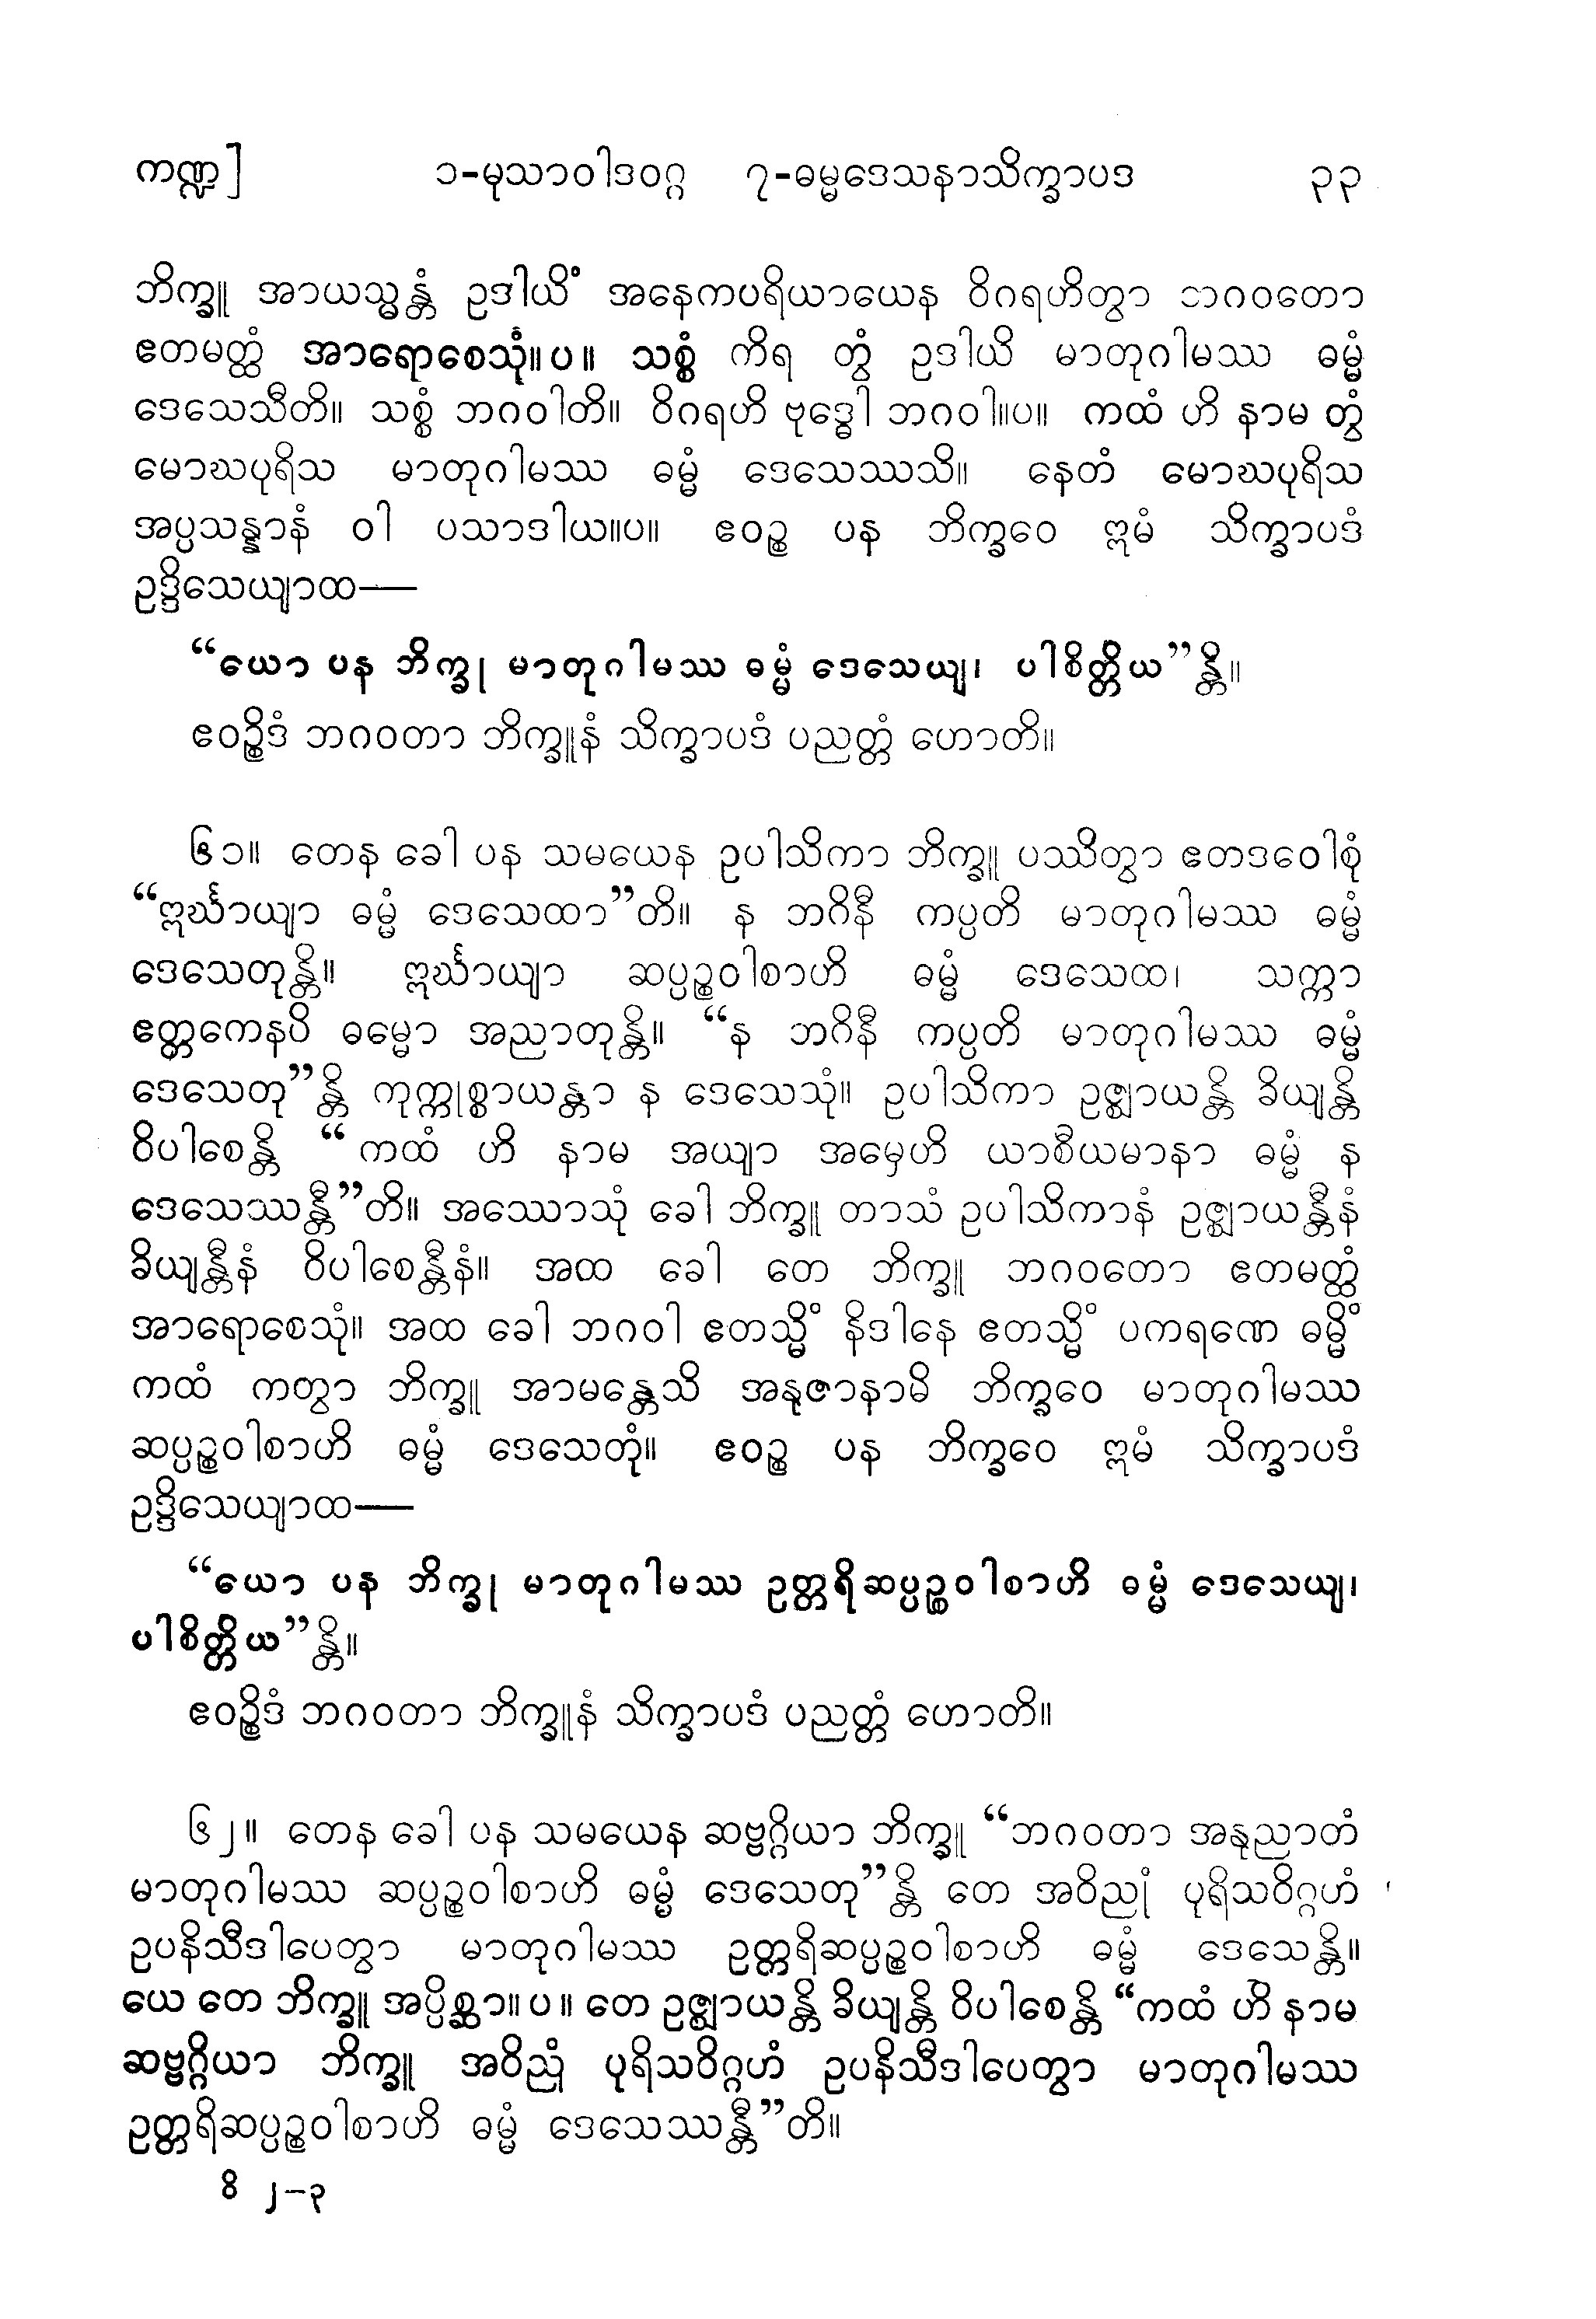 ကဏ္ဍ] ၁-မုသာဝါဒဝဂ္ဂ ၇-ဓမ္မဒေသနာသိက္ခာပဒ ၃၃
ဘိက္ခူ အာယသ္မန္တံ ဥဒါယိံ အနေကပရိယာယေန ဝိဂရဟိတွာ ဘဂဝတော
ဧတမတ္ထံ အာရောစေသုံ။ပ။ သစ္စံ ကိရ တွံ ဥဒါယိ မာတုဂါမဿ ဓမ္မံ
ဒေသေသီတိ။ သစ္စံ ဘဂဝါတိ။ ဝိဂရဟိ ဗုဒ္ဓေါ ဘဂဝါ။ပ။ ကထံ ဟိ နာမ တွံ
မောဃပုရိသ မာတုဂါမဿ ဓမ္မံ ဒေသေဿသိ။ နေတံ မောဃပုရိသ
အပ္ပသန္နာနံ ဝါ ပသာဒါယ။ပ။ ဧဝဉ္စ ပန ဘိက္ခဝေ ဣမံ သိက္ခာပဒံ
ဥဒ္ဒိသေယျာထ—
“ယော ပန ဘိက္ခု မာတုဂါမဿ ဓမ္မံ ဒေသေယျ၊ ပါစိတ္တိယ”န္တိ။
ဧဝဉ္စိဒံ ဘဂဝတာ ဘိက္ခူနံ သိက္ခာပဒံ ပညတ္တံ ဟောတိ။
၆၁။ တေန ခေါ ပန သမယေန ဥပါသိကာ ဘိက္ခူ ပဿိတွာ ဧတဒဝေါစုံ
“ဣင်္ဃာယျာ ဓမ္မံ ဒေသေထာ”တိ။ န ဘဂိနီ ကပ္ပတိ မာတုဂါမဿ ဓမ္မံ
ဒေသေတုန္တိ။ ဣင်္ဃာယျာ ဆပ္ပဉ္စဝါစာဟိ ဓမ္မံ ဒေသေထ၊ သက္ကာ
ဧတ္တကေနပိ ဓမ္မော အညာတုန္တိ။ “န ဘဂိနီ ကပ္ပတိ မာတုဂါမဿ ဓမ္မံ
ဒေသေတု”န္တိ ကုက္ကုစ္စာယန္တာ န ဒေသေသုံ။ ဥပါသိကာ ဥဇ္ဈာယန္တိ ခိယျန္တိ
ဝိပါစေန္တိ “ကထံ ဟိ နာမ အယျာ အမှေဟိ ယာစီယမာနာ ဓမ္မံ န
ဒေသေဿန္တီ”တိ။ အဿောသုံ ခေါ ဘိက္ခူ တာသံ ဥပါသိကာနံ ဥဇ္ဈာယန္တီနံ
ခိယျန္တီနံ ဝိပါစေန္တီနံ။ အထ ခေါ တေ ဘိက္ခူ ဘဂဝတော ဧတမတ္ထံ
အာရောစေသုံ။ အထ ခေါ ဘဂဝါ ဧတသ္မိံ နိဒါနေ ဧတသ္မိံ ပကရဏေ ဓမ္မိံ
ကထံ ကတွာ ဘိက္ခူ အာမန္တေသိ အနုဇာနာမိ ဘိက္ခဝေ မာတုဂါမဿ
ဆပ္ပဉ္စဝါစာဟိ ဓမ္မံ ဒေသေတုံ။ ဧဝဉ္စ ပန ဘိက္ခဝေ ဣမံ သိက္ခာပဒံ
ဥဒ္ဒိသေယျာထ—
“ယော ပန ဘိက္ခု မာတုဂါမဿ ဥတ္တရိဆပ္ပဉ္စဝါစာဟိ ဓမ္မံ ဒေသေယျ၊
ပါစိတ္တိယ”န္တိ။
ဧဝဉ္စိဒံ ဘဂဝတာ ဘိက္ခူနံ သိက္ခာပဒံ ပညတ္တံ ဟောတိ။
၆၂။ တေန ခေါ ပန သမယေန ဆဗ္ဗဂ္ဂိယာ ဘိက္ခူ “ဘဂဝတာ အနုညာတံ
မာတုဂါမဿ ဆပ္ပဉ္စဝါစာဟိ ဓမ္မံ ဒေသေတု”န္တိ တေ အဝိညုံ ပုရိသဝိဂ္ဂဟံ
ဥပနိသီဒါပေတွာ မာတုဂါမဿ ဥတ္တရိဆပ္ပဉ္စဝါစာဟိ ဓမ္မံ ဒေသေန္တိ။
ယေ တေ ဘိက္ခူ အပ္ပိစ္ဆာ။ပ။ တေ ဥဇ္ဈာယန္တိ ခိယျန္တိ ဝိပါစေန္တိ “ကထံ ဟိ နာမ
ဆဗ္ဗဂ္ဂိယာ ဘိက္ခူ အဝိညုံ ပုရိသဝိဂ္ဂဟံ ဥပနိသီဒါပေတွာ မာတုဂါမဿ
ဥတ္တရိဆပ္ပဉ္စဝါစာဟိ ဓမ္မံ ဒေသေဿန္တီ”တိ။
ဝိ ၂-၃